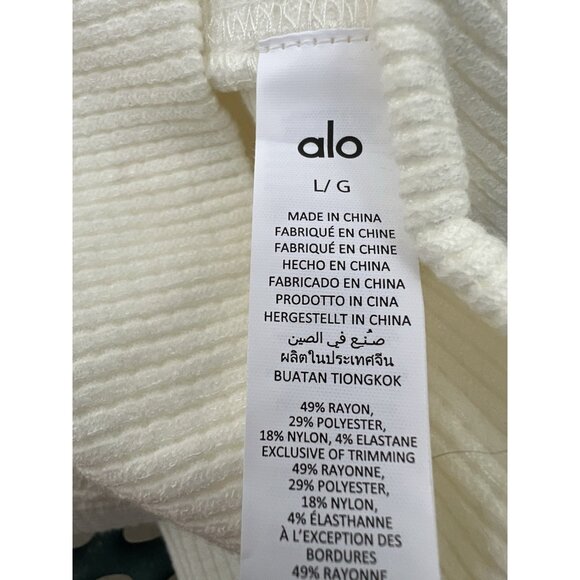 alo
L/ G
MADE IN CHINA
FABRIQUÉ EN CHINE
FABRIQUÉ EN CHINE
HECHO EN CHINA
FABRICADO EN CHINA
PRODOTTO IN CINA
HERGESTELLT IN CHINA
صُنِع في الصين
ผลิตในประเทศจีน
BUATAN TIONGKOK
49% RAYON,
29% POLYESTER,
18% NYLON, 4% ELASTANE
EXCLUSIVE OF TRIMMING
49% RAYONNE,
29% POLYESTER,
18% NYLON,
4% ÉLASTHANNE
À L'EXCEPTION DES
BORDURES
49% RAYONNE